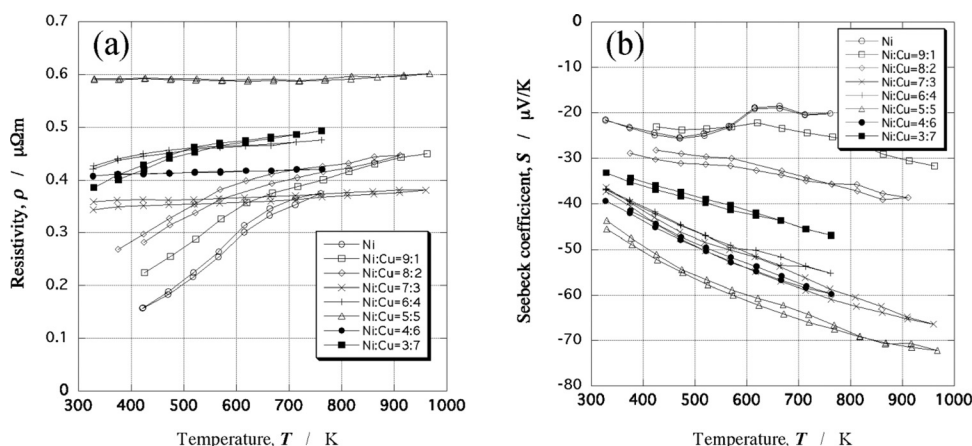 (a)
0.7
0.6
0.5
0.4
0.3
0.2
0.1
0
Resistivity, ρ / μΩm
Ni
Ni:Cu=9:1
Ni:Cu=8:2
Ni:Cu=7:3
Ni:Cu=6:4
Ni:Cu=5:5
Ni:Cu=4:6
Ni:Cu=3:7
300 400 500 600 700 800 900 1000
Temperature, T / K
(b)
0
-10
-20
-30
-40
-50
-60
-70
-80
Seebeck coefficicent, S / μV/K
Ni
Ni:Cu=9:1
Ni:Cu=8:2
Ni:Cu=7:3
Ni:Cu=6:4
Ni:Cu=5:5
Ni:Cu=4:6
Ni:Cu=3:7
300 400 500 600 700 800 900 1000
Temperature, T / K